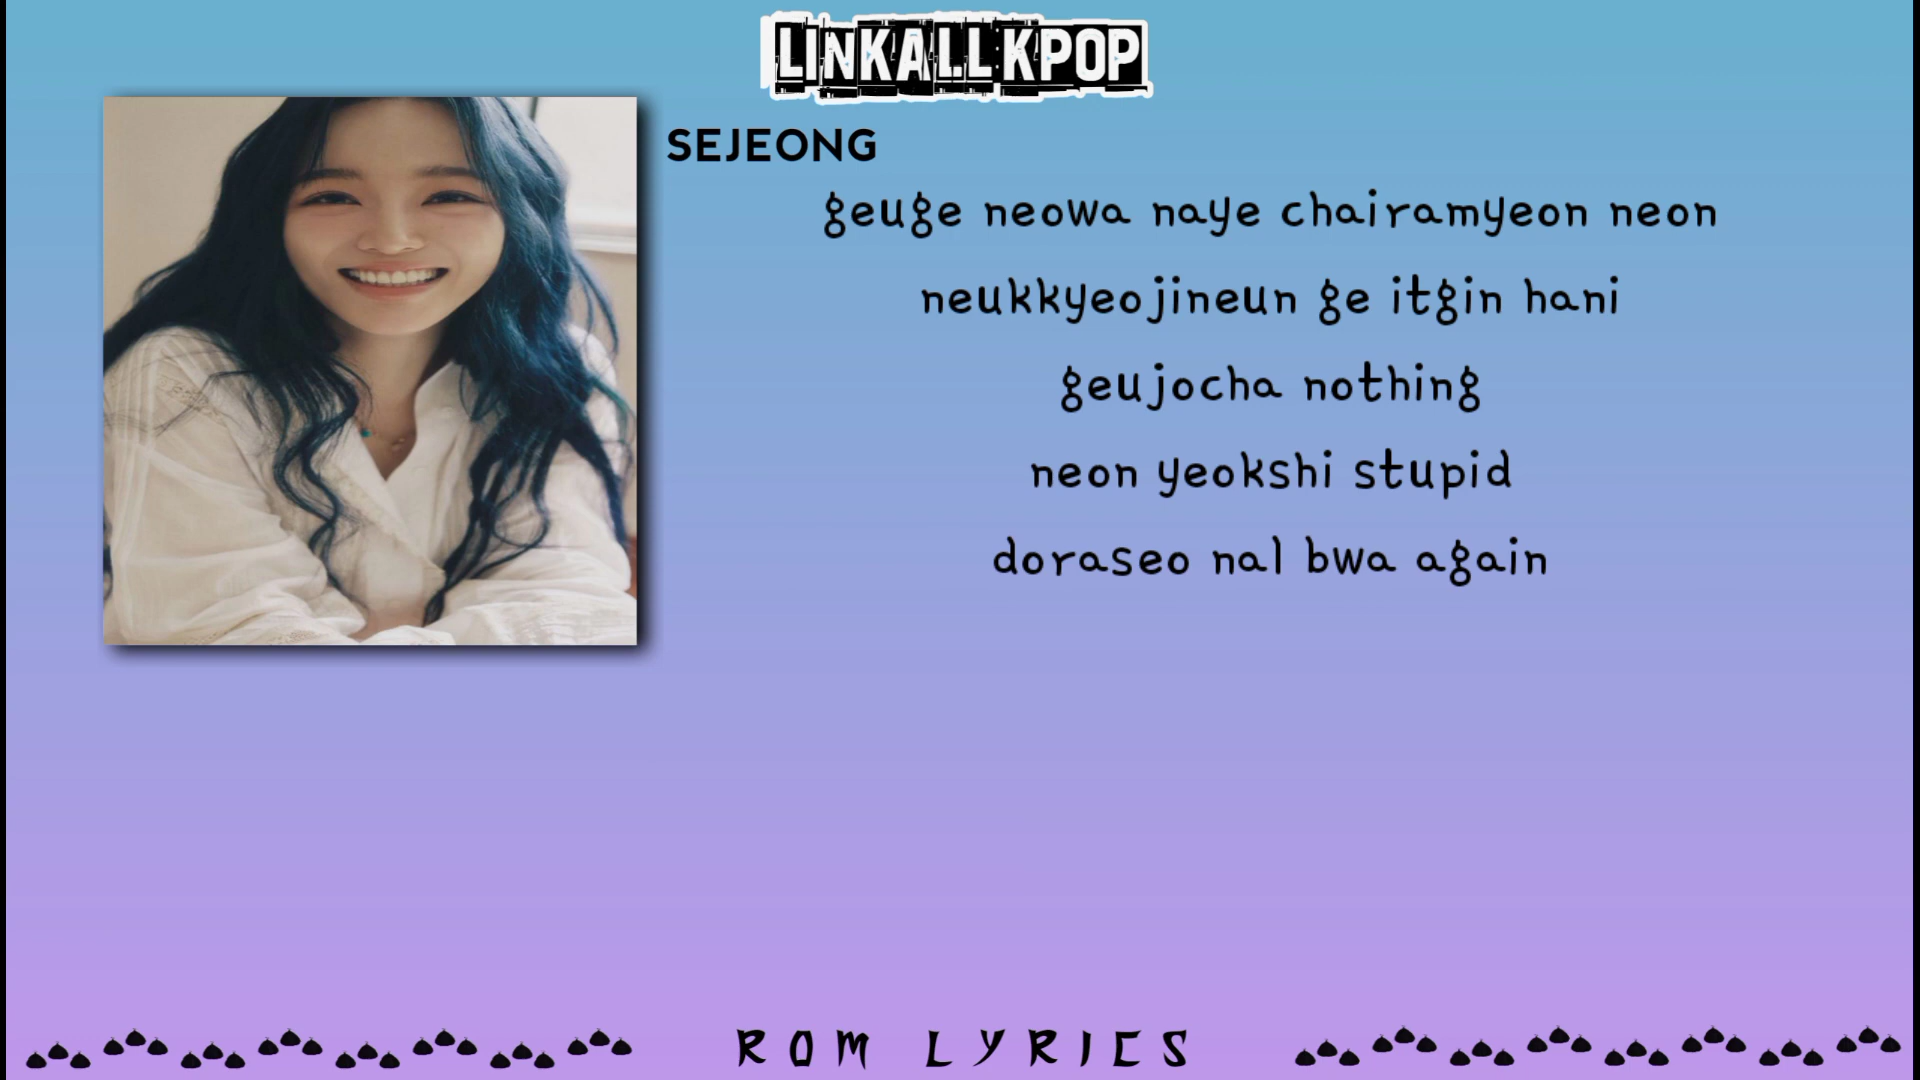 LINKALLKPOP
SEJEONG
geuge neowa naye chairamyeon neon
neukkyeojineun ge itgin hani
geujocha nothing
neon yeokshi stupid
doraseo nal bwa again
ROM LYRICS